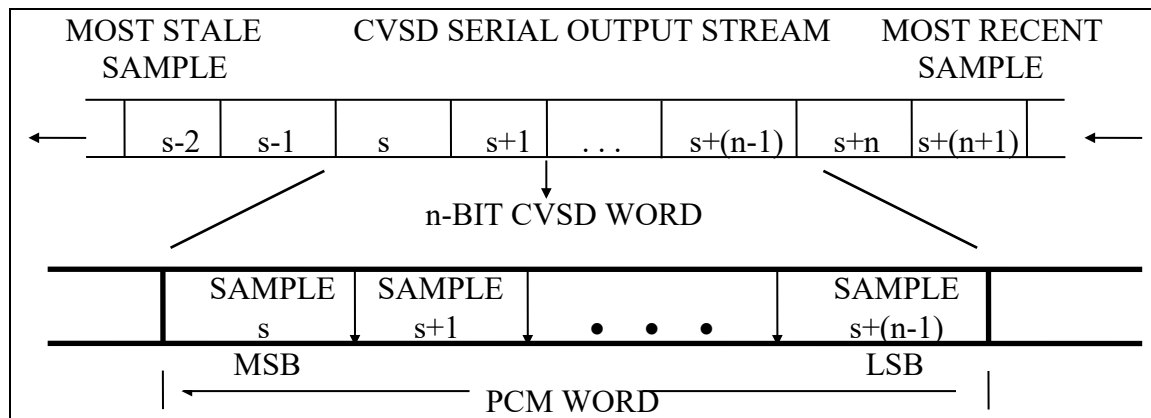 MOST STALE CVSD SERIAL OUTPUT STREAM MOST RECENT
SAMPLE SAMPLE
s-2 s-1 s s+1 . . . s+(n-1) s+n s+(n+1)
n-BIT CVSD WORD
SAMPLE SAMPLE SAMPLE
s s+1 • • • s+(n-1)
MSB LSB
PCM WORD